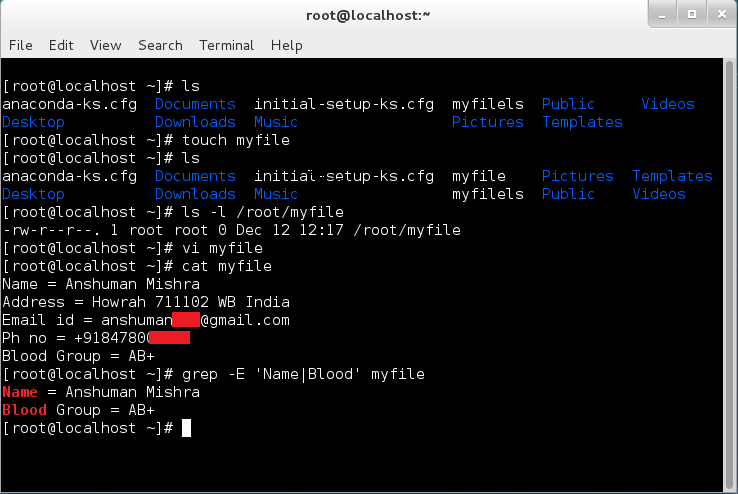 root@localhost:~
File Edit View Search Terminal Help
[root@localhost ~]# ls
anaconda-ks.cfg Documents initial-setup-ks.cfg myfilels Public Videos
Desktop Downloads Music Pictures Templates
[root@localhost ~]# touch myfile
[root@localhost ~]# ls
anaconda-ks.cfg Documents initial-setup-ks.cfg myfile Pictures Templates
Desktop Downloads Music myfilels Public Videos
[root@localhost ~]# ls -l /root/myfile
-rw-r--r--. 1 root root 0 Dec 12 12:17 /root/myfile
[root@localhost ~]# vi myfile
[root@localhost ~]# cat myfile
Name = Anshuman Mishra
Address = Howrah 711102 WB India
Email id = anshuman @gmail.com
Ph no = +91847800
Blood Group = AB+
[root@localhost ~]# grep -E 'Name|Blood' myfile
Name = Anshuman Mishra
Blood Group = AB+
[root@localhost ~]#